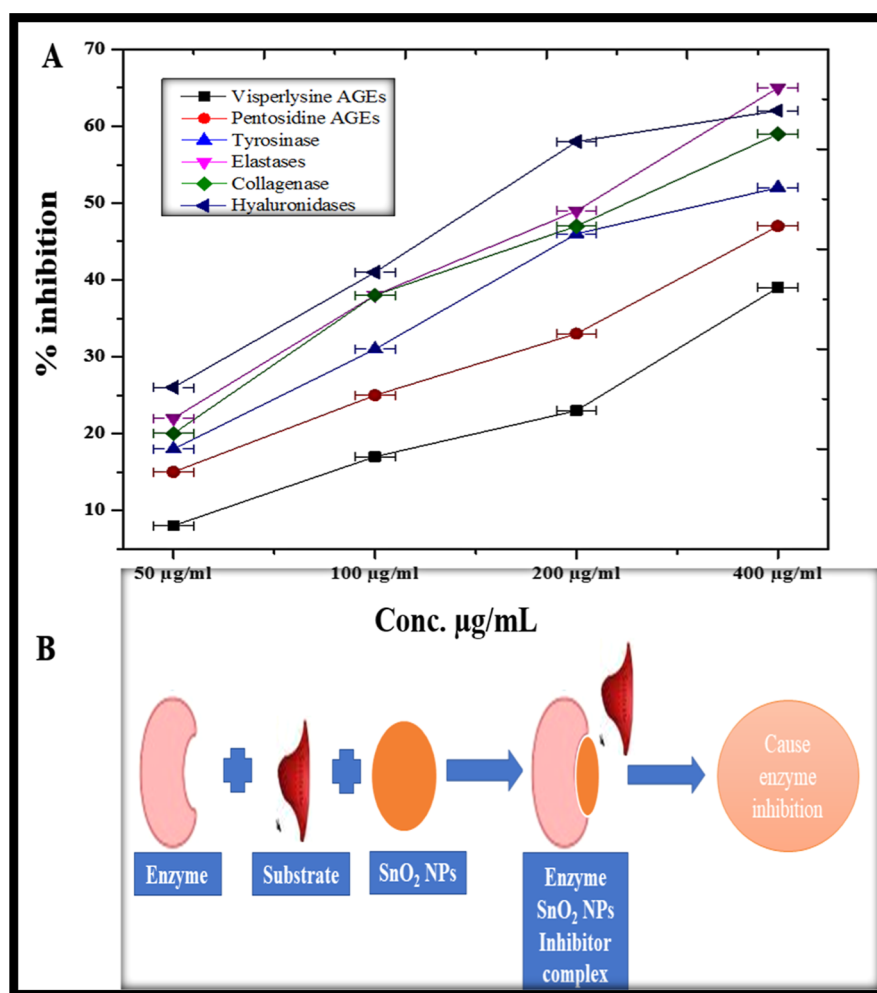 A
70
60
50
40
30
20
10
% inhibition
Visperlysine AGEs
Pentosidine AGEs
Tyrosinase
Elastases
Collagenase
Hyaluronidases
50 µg/ml 100 µg/ml 200 µg/ml 400 µg/ml
Conc. µg/mL
B
Cause
enzyme
inhibition
Enzyme
Substrate
SnO₂ NPs
Enzyme
SnO₂ NPs
Inhibitor
complex